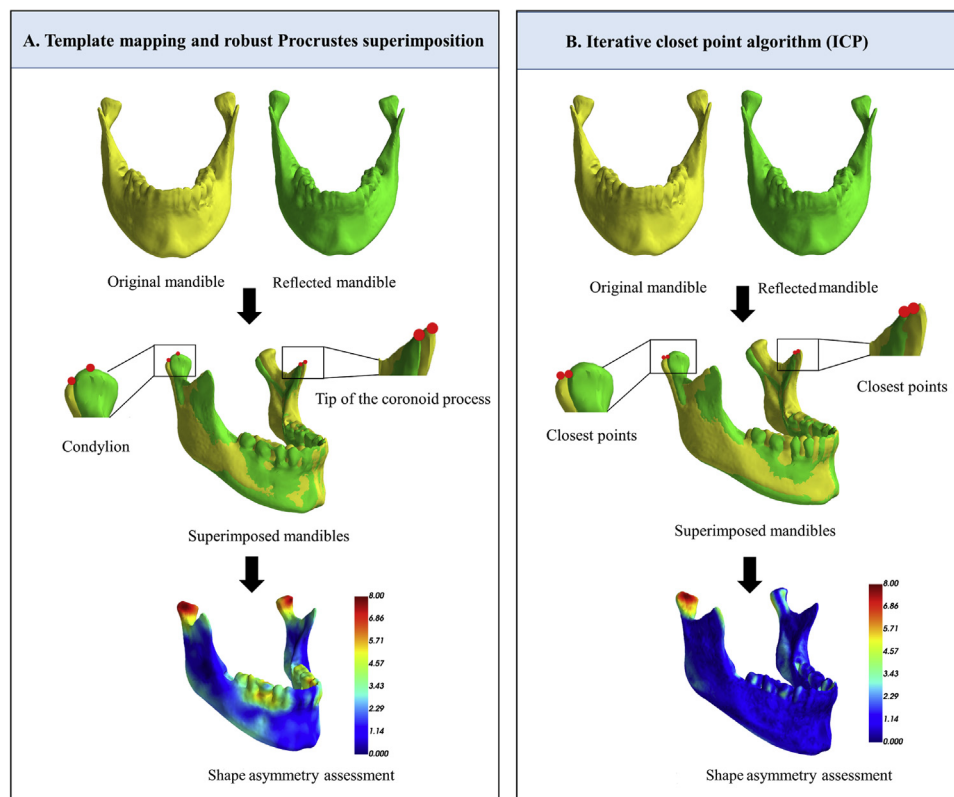 A. Template mapping and robust Procrustes superimposition
Original mandible
Reflected mandible
Condylion
Tip of the coronoid process
Superimposed mandibles
8.00
6.86
5.71
4.57
3.43
2.29
1.14
0.000
Shape asymmetry assessment
B. Iterative closet point algorithm (ICP)
Original mandible
Reflected mandible
Closest points
Closest points
Superimposed mandibles
8.00
6.86
5.71
4.57
3.43
2.29
1.14
0.000
Shape asymmetry assessment